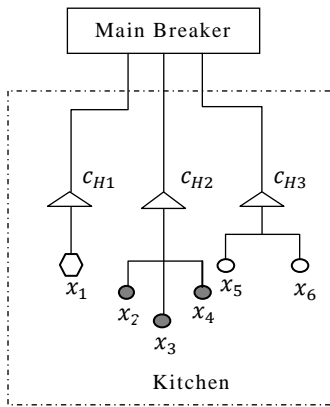 Main Breaker
c_{H1} c_{H2} c_{H3}
x_1 x_2 x_3 x_4 x_5 x_6
Kitchen